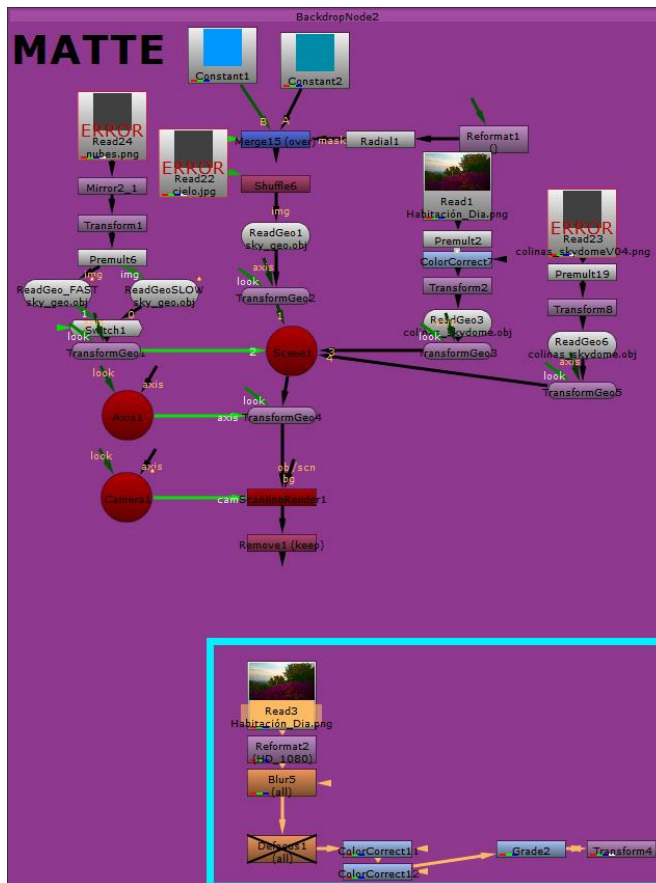 BackdropNode2
MATTE
Constant1
Constant2
B
A
ERROR
Read24
nubes.png
ERROR
Read22
cielo.jpg
Merge15 (over)
mask
Radial1
Reformat1
()
Mirror2_1
Shuffle6
img
Read1
Habitación_Dia.png
ERROR
Read23
colinas_skydomeV04.png
Transform1
ReadGeo1
sky_geo.obj
Premult2
ColorCorrect7
Premult19
Premult6
img
img
axis
look
TransformGeo2
1
Transform2
Transform8
ReadGeo_FAST
sky_geo.obj
ReadGeoSLOW
sky_geo.obj
ReadGeo3
colinas_skydome.obj
ReadGeo6
colinas_skydome.obj
1
0
Switch1
look
TransformGeo1
2
Scene1
3
4
look
TransformGeo3
look
axis
TransformGeo5
look
axis
Axis1
axis
look
TransformGeo4
look
axis
Camera1
obj/scn
bg
cam
ScanlineRender1
Remove1 (keep)
Read3
Habitación_Dia.png
Reformat2
(HD_1080)
Blur5
(all)
Defocus1
(all)
ColorCorrect11
ColorCorrect12
Grade2
Transform4